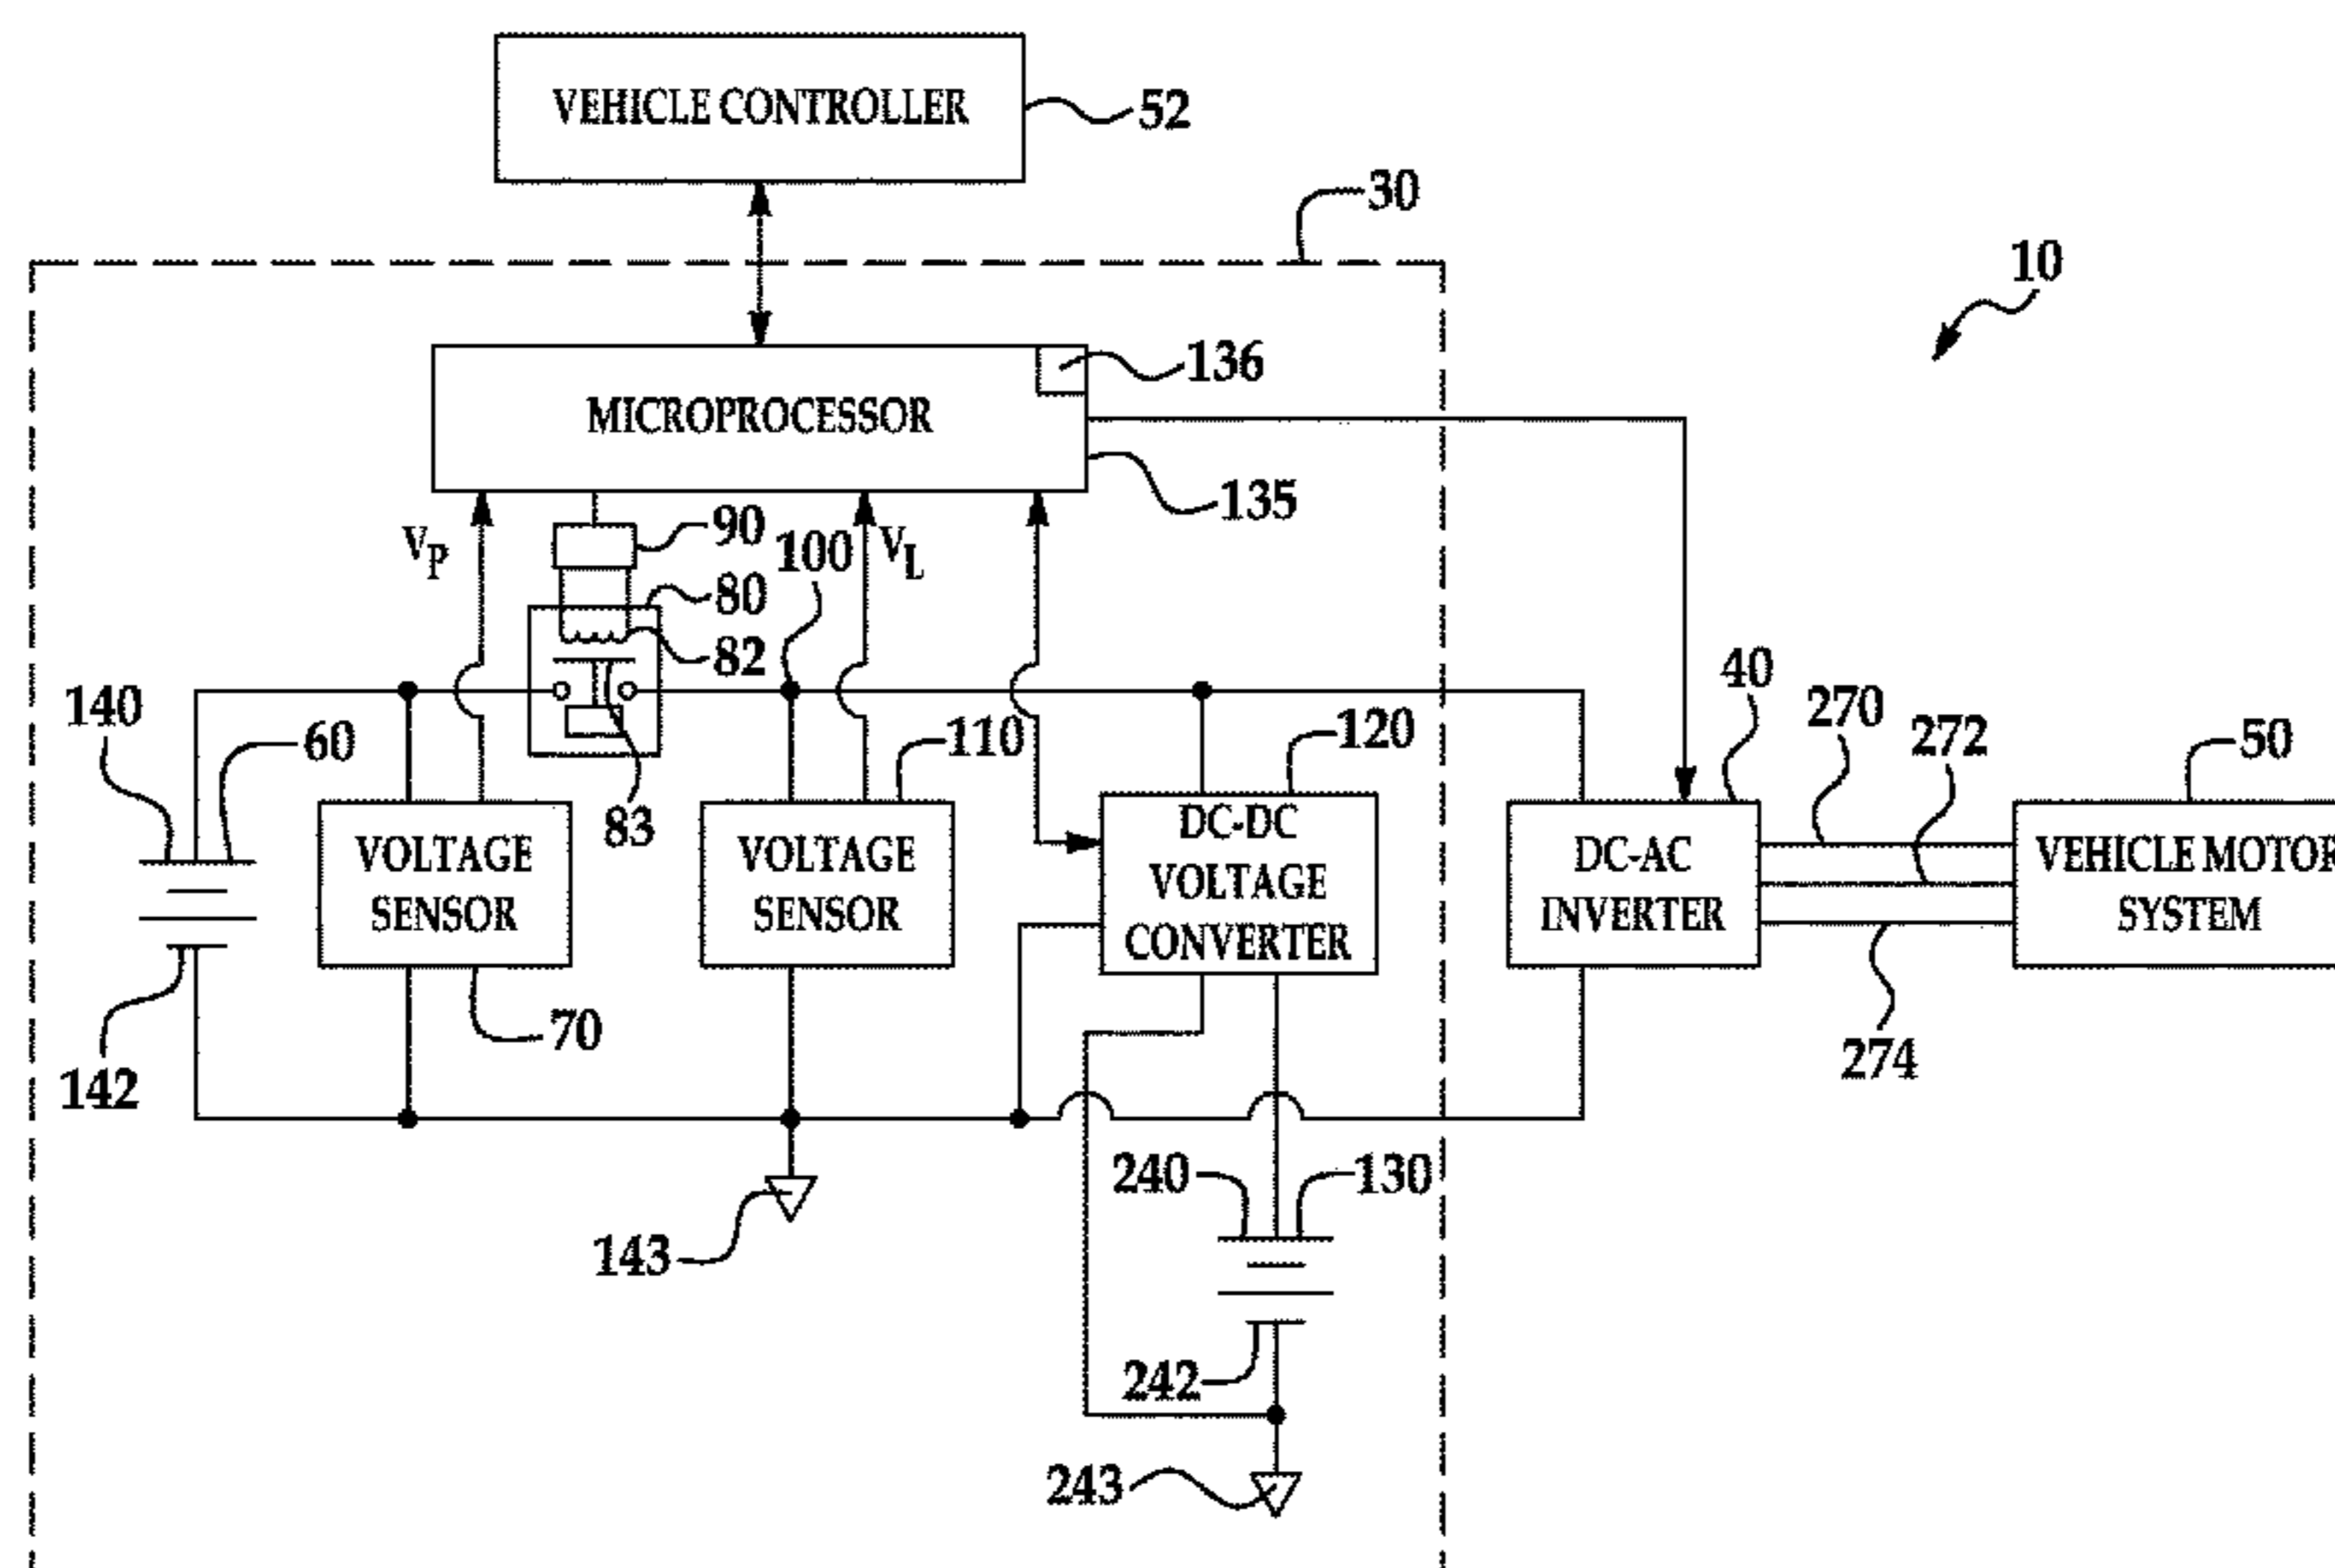 VEHICLE CONTROLLER
52
30
10
136
MICROPROCESSOR
135
VP
90
100
VL
80
82
40
140
60
110
120
270
272
50
83
VOLTAGE
SENSOR
VOLTAGE
SENSOR
DC-DC
VOLTAGE
CONVERTER
DC-AC
INVERTER
VEHICLE MOTOR
SYSTEM
70
142
274
240
130
143
242
243